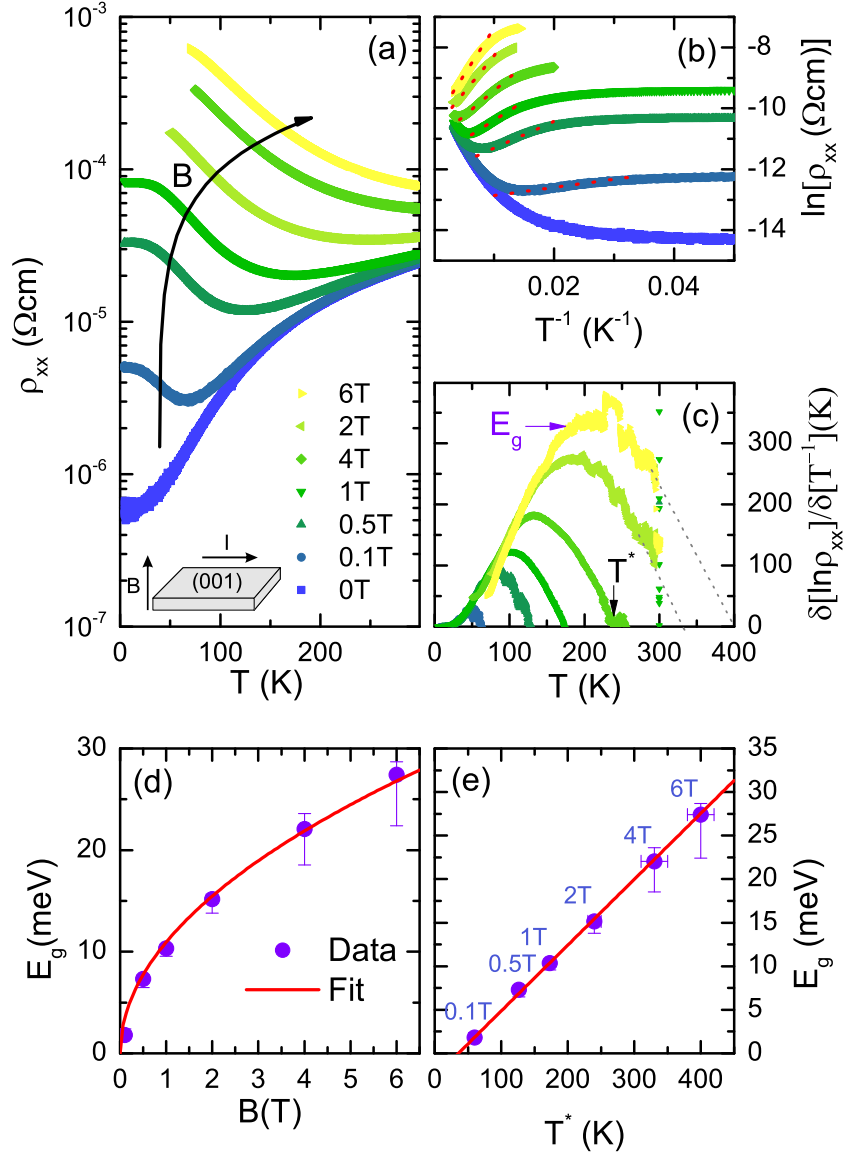 10⁻³
10⁻⁴
10⁻⁵
10⁻⁶
10⁻⁷
ρxx (Ωcm)
(a)
B
6T
2T
4T
1T
0.5T
0.1T
0T
I
B
(001)
0 100 200
T (K)
(b)
-8
-10
-12
-14
ln[ρxx (Ωcm)]
0.02 0.04
T⁻¹ (K⁻¹)
(c)
Eg
T*
300
200
100
0
δ[lnρxx]/δ[T⁻¹](K)
0 100 200 300 400
T (K)
(d)
30
20
10
0
Eg(meV)
Data
Fit
0 1 2 3 4 5 6
B(T)
(e)
6T
4T
2T
1T
0.5T
0.1T
35
30
25
20
15
10
5
0
Eg (meV)
0 100 200 300 400
T* (K)